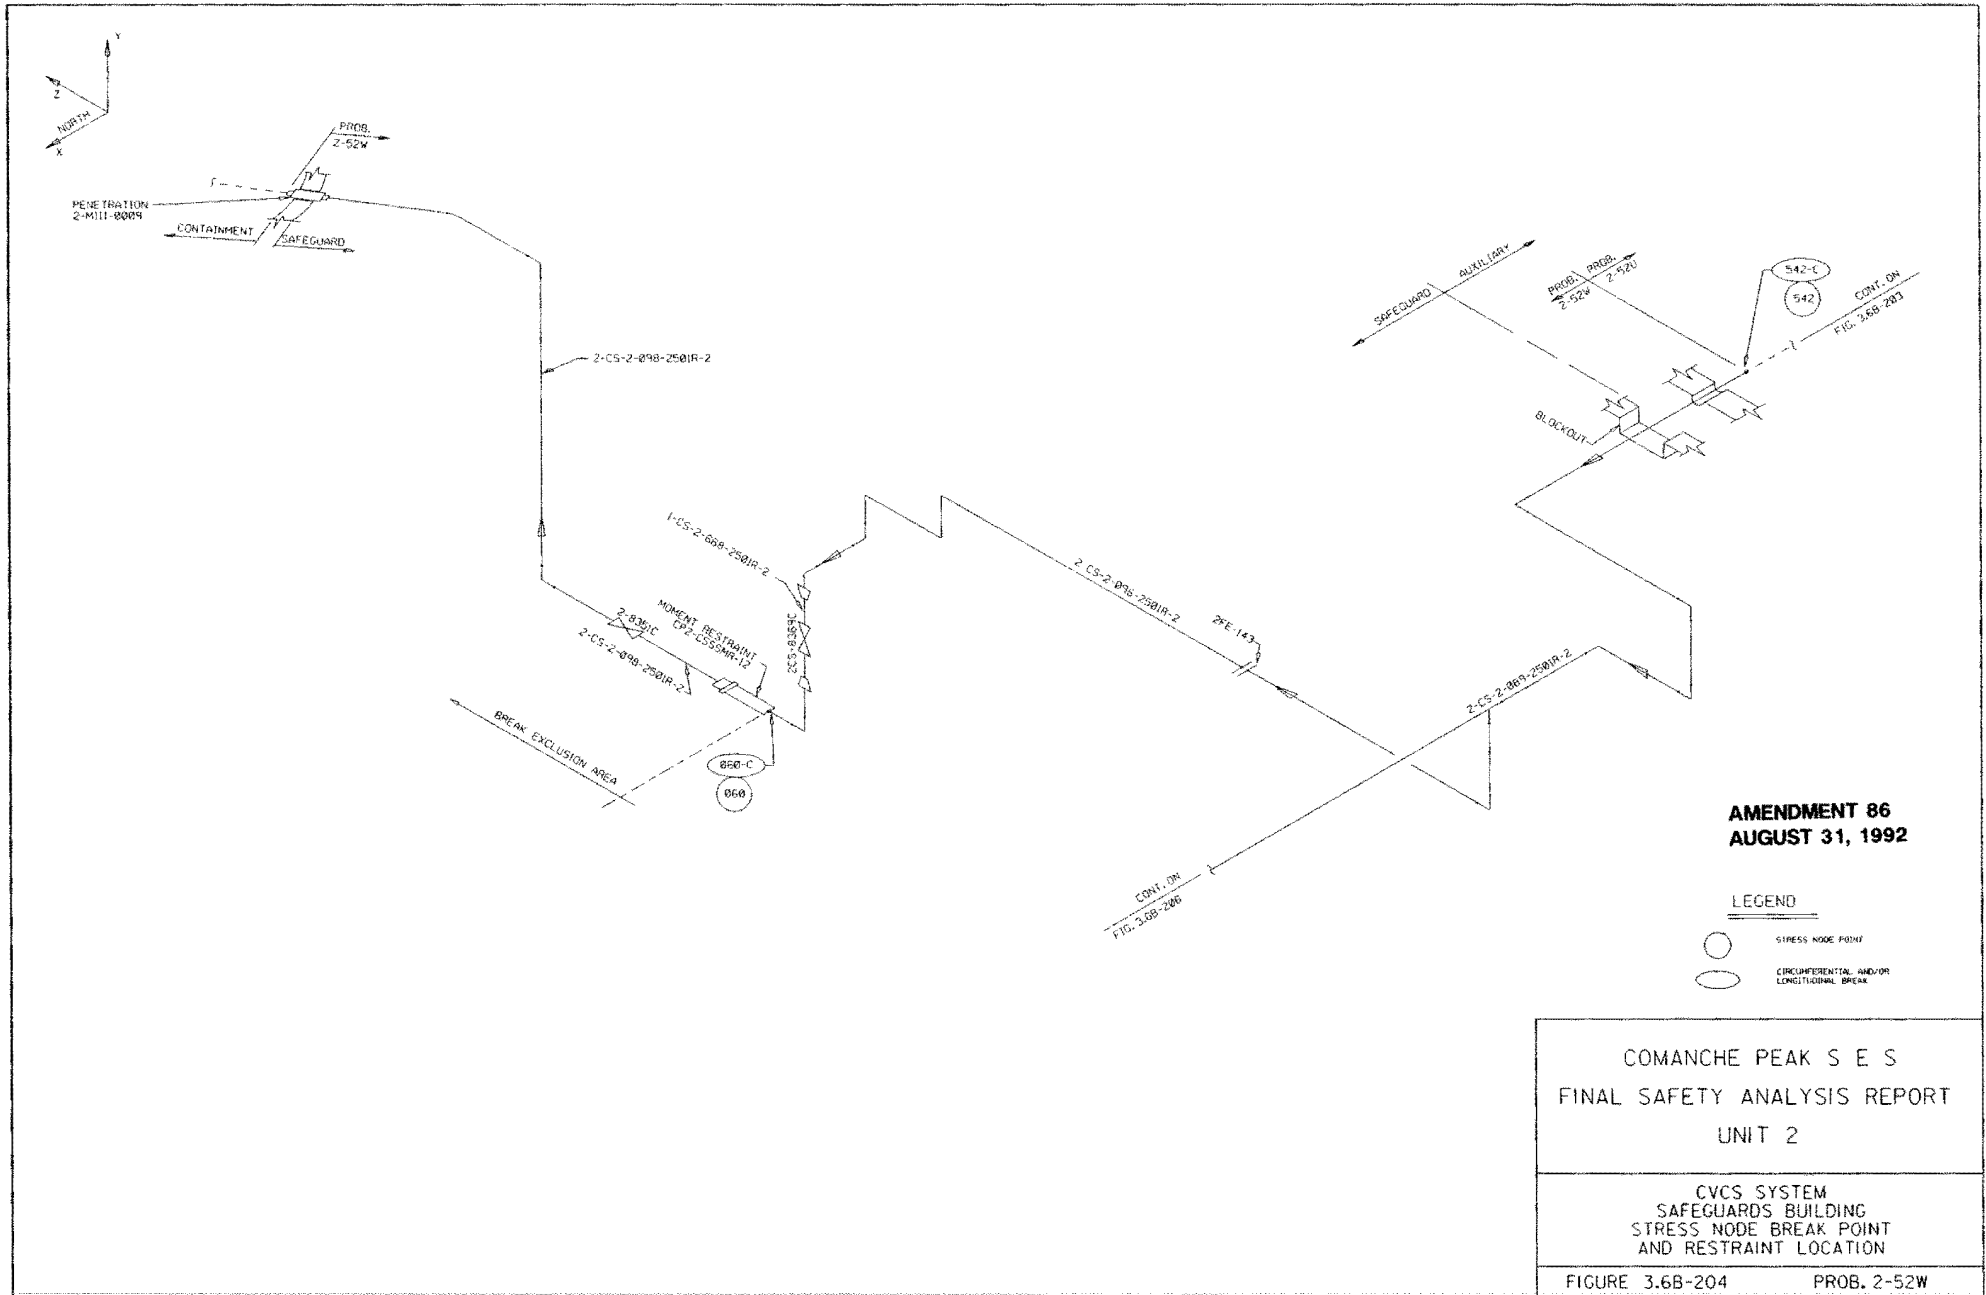 Y
Z
NORTH
X
PROB.
2-52W
PENETRATION
2-MIII-0009
CONTAINMENT
SAFEGUARD
2-CS-2-098-2501R-2
AUXILIARY
SAFEGUARD
PROB.
2-52W
PROB.
2-52U
542-C
542
CONT. ON
FIG. 3.6B-203
BLOCKOUT
1-CS-2-668-2501R-2
2CS-8369C
MOMENT RESTRAINT
CP2-CSSSMR-12
2-8351C
2-CS-2-098-2501R-2
BREAK EXCLUSION AREA
060-C
060
2-CS-2-096-2501R-2
2FE-143
2-CS-2-089-2501R-2
CONT. ON
FIG. 3.6B-206
AMENDMENT 86
AUGUST 31, 1992
LEGEND
STRESS NODE POINT
CIRCUMFERENTIAL AND/OR
LONGITUDINAL BREAK
COMANCHE PEAK S E S
FINAL SAFETY ANALYSIS REPORT
UNIT 2
CVCS SYSTEM
SAFEGUARDS BUILDING
STRESS NODE BREAK POINT
AND RESTRAINT LOCATION
FIGURE 3.6B-204 PROB. 2-52W